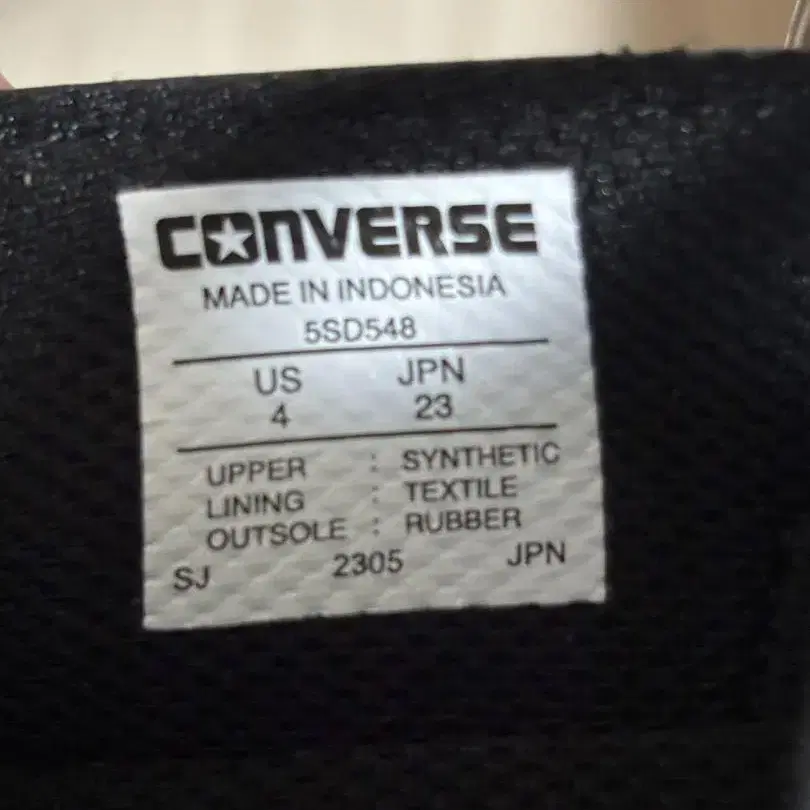 CONVERSE
MADE IN INDONESIA
5SD548
US JPN
4 23
UPPER : SYNTHETIC
LINING : TEXTILE
OUTSOLE : RUBBER
SJ 2305 JPN